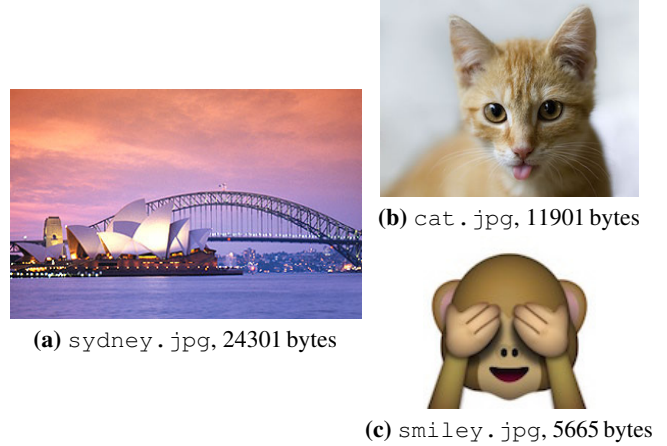 (a) sydney.jpg, 24301 bytes
(b) cat.jpg, 11901 bytes
(c) smiley.jpg, 5665 bytes